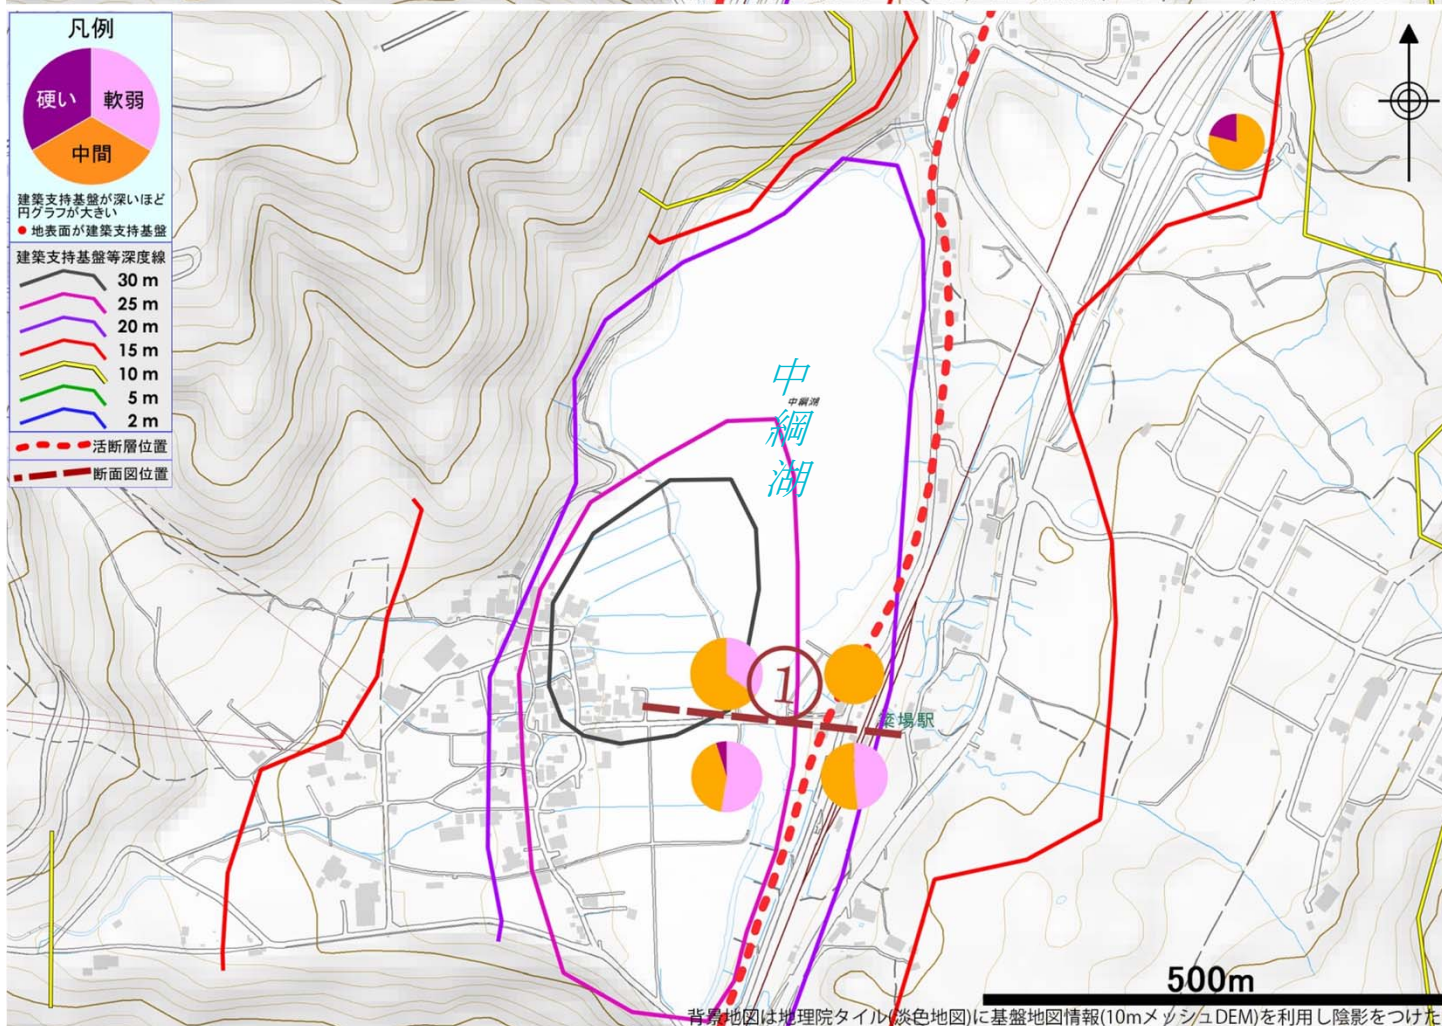 凡例
硬い
軟弱
中間
建築支持基盤が深いほど
円グラフが大きい
地表面が建築支持基盤
建築支持基盤等深度線
30 m
25 m
20 m
15 m
10 m
5 m
2 m
活断層位置
断面図位置
中綱湖
中綱湖
1
簗場駅
500m
背景地図は地理院タイル(淡色地図)に基盤地図情報(10mメッシュDEM)を利用し陰影をつけた